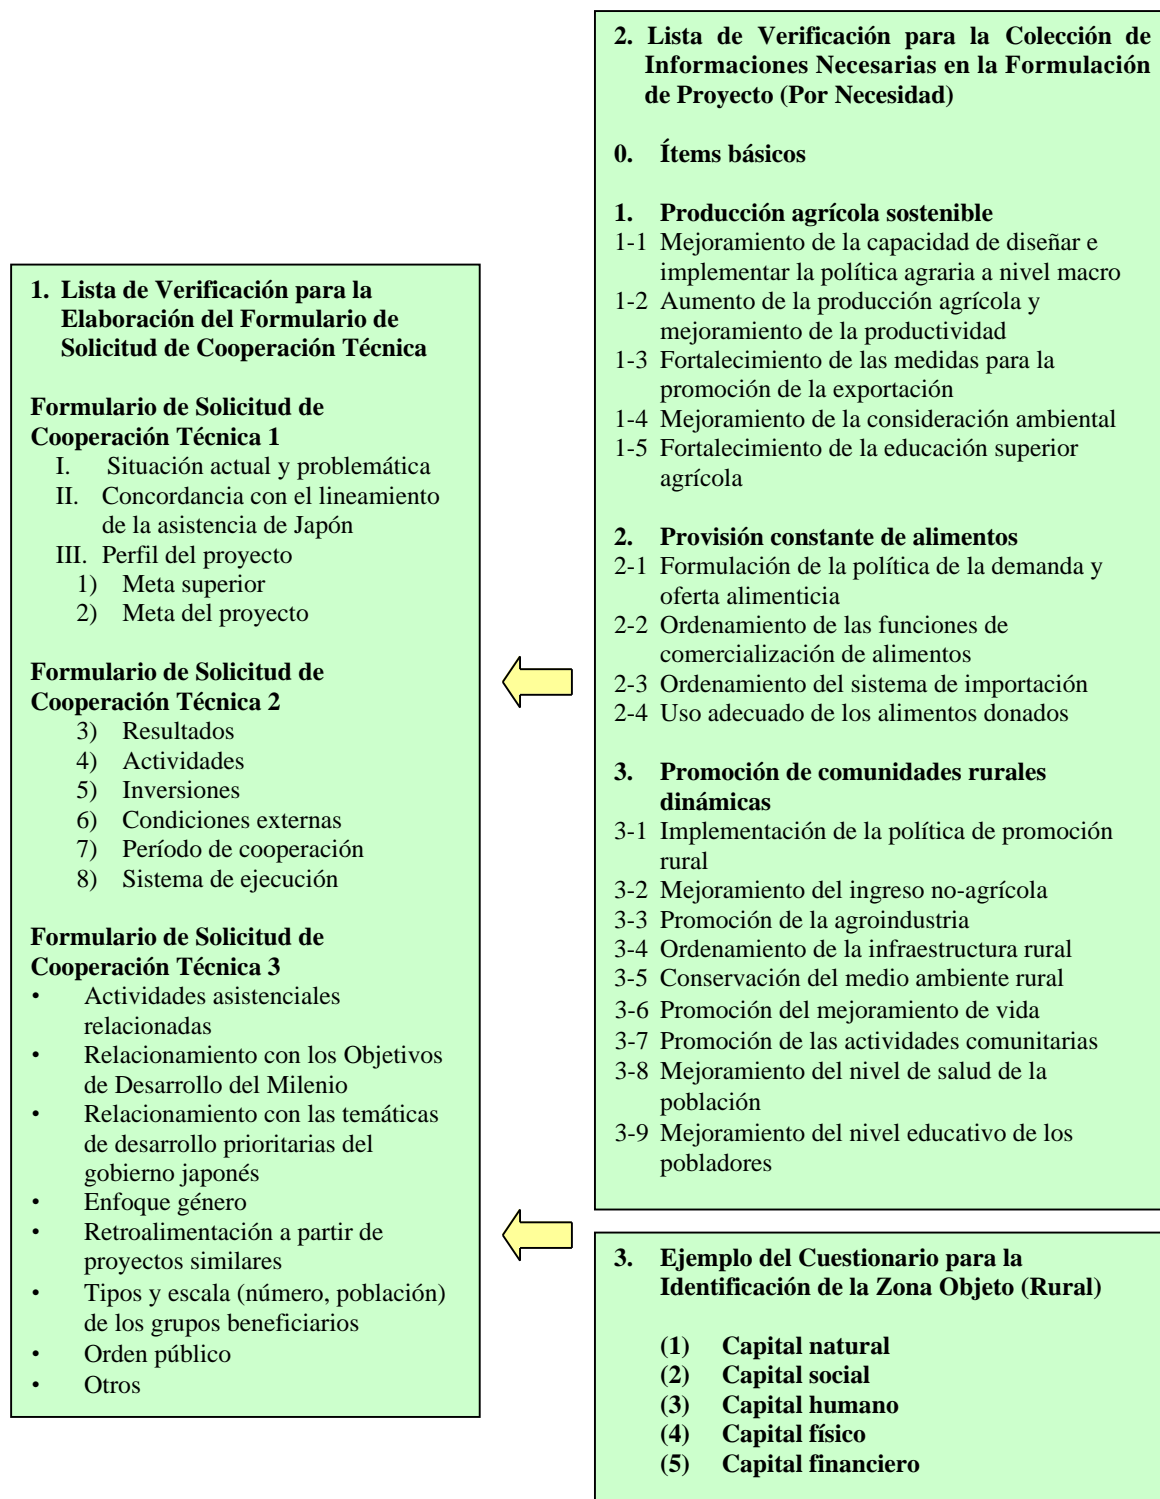 1. Lista de Verificación para la
Elaboración del Formulario de
Solicitud de Cooperación Técnica
Formulario de Solicitud de
Cooperación Técnica 1
I. Situación actual y problemática
II. Concordancia con el lineamiento
de la asistencia de Japón
III. Perfil del proyecto
1) Meta superior
2) Meta del proyecto
Formulario de Solicitud de
Cooperación Técnica 2
3) Resultados
4) Actividades
5) Inversiones
6) Condiciones externas
7) Período de cooperación
8) Sistema de ejecución
Formulario de Solicitud de
Cooperación Técnica 3
• Actividades asistenciales
relacionadas
• Relacionamiento con los Objetivos
de Desarrollo del Milenio
• Relacionamiento con las temáticas
de desarrollo prioritarias del
gobierno japonés
• Enfoque género
• Retroalimentación a partir de
proyectos similares
• Tipos y escala (número, población)
de los grupos beneficiarios
• Orden público
• Otros
2. Lista de Verificación para la Colección de
Informaciones Necesarias en la Formulación
de Proyecto (Por Necesidad)
0. Ítems básicos
1. Producción agrícola sostenible
1-1 Mejoramiento de la capacidad de diseñar e
implementar la política agraria a nivel macro
1-2 Aumento de la producción agrícola y
mejoramiento de la productividad
1-3 Fortalecimiento de las medidas para la
promoción de la exportación
1-4 Mejoramiento de la consideración ambiental
1-5 Fortalecimiento de la educación superior
agrícola
2. Provisión constante de alimentos
2-1 Formulación de la política de la demanda y
oferta alimenticia
2-2 Ordenamiento de las funciones de
comercialización de alimentos
2-3 Ordenamiento del sistema de importación
2-4 Uso adecuado de los alimentos donados
3. Promoción de comunidades rurales
dinámicas
3-1 Implementación de la política de promoción
rural
3-2 Mejoramiento del ingreso no-agrícola
3-3 Promoción de la agroindustria
3-4 Ordenamiento de la infraestructura rural
3-5 Conservación del medio ambiente rural
3-6 Promoción del mejoramiento de vida
3-7 Promoción de las actividades comunitarias
3-8 Mejoramiento del nivel de salud de la
población
3-9 Mejoramiento del nivel educativo de los
pobladores
3. Ejemplo del Cuestionario para la
Identificación de la Zona Objeto (Rural)
(1) Capital natural
(2) Capital social
(3) Capital humano
(4) Capital físico
(5) Capital financiero